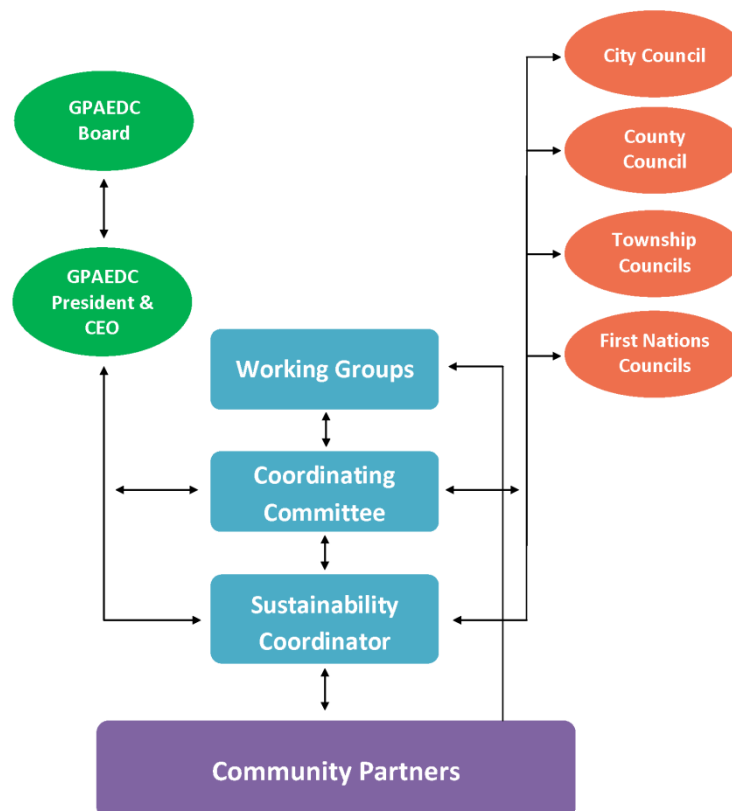 City Council
GPAEDC
Board
County
Council
Township
Councils
GPAEDC
President &
CEO
First Nations
Councils
Working Groups
Coordinating
Committee
Sustainability
Coordinator
Community Partners